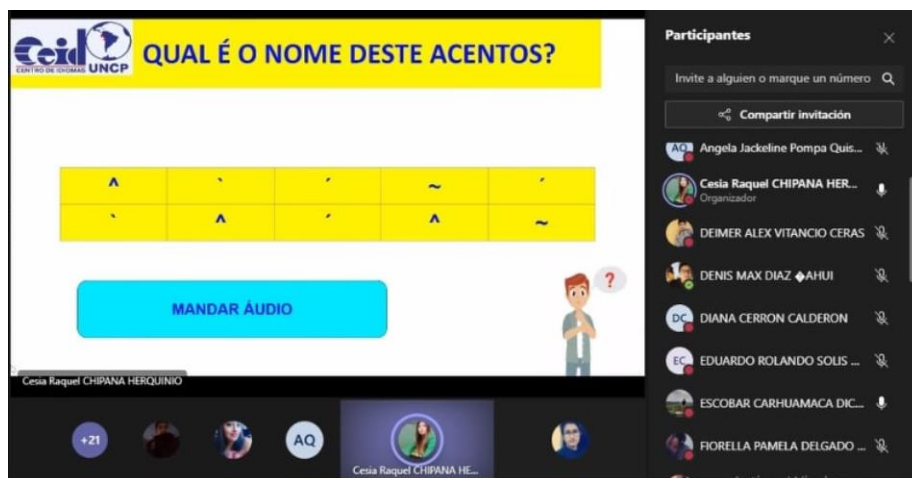 Ceid
CENTRO DE IDIOMAS UNCP
QUAL É O NOME DESTE ACENTOS?
^ ` ´ ~ ´
` ^ ´ ^ ~
?
MANDAR ÁUDIO
Cesia Raquel CHIPANA HERQUINIO
+21
AQ
Cesia Raquel CHIPANA HE...
Participantes
Invite a alguien o marque un número
Compartir invitación
AQ Angela Jackeline Pompa Quis...
Cesia Raquel CHIPANA HER...
Organizador
DEIMER ALEX VITANCIO CERAS
DENIS MAX DIAZ �AHUI
DC DIANA CERRON CALDERON
EC EDUARDO ROLANDO SOLIS ...
ESCOBAR CARHUAMACA DIC...
FIORELLA PAMELA DELGADO ...